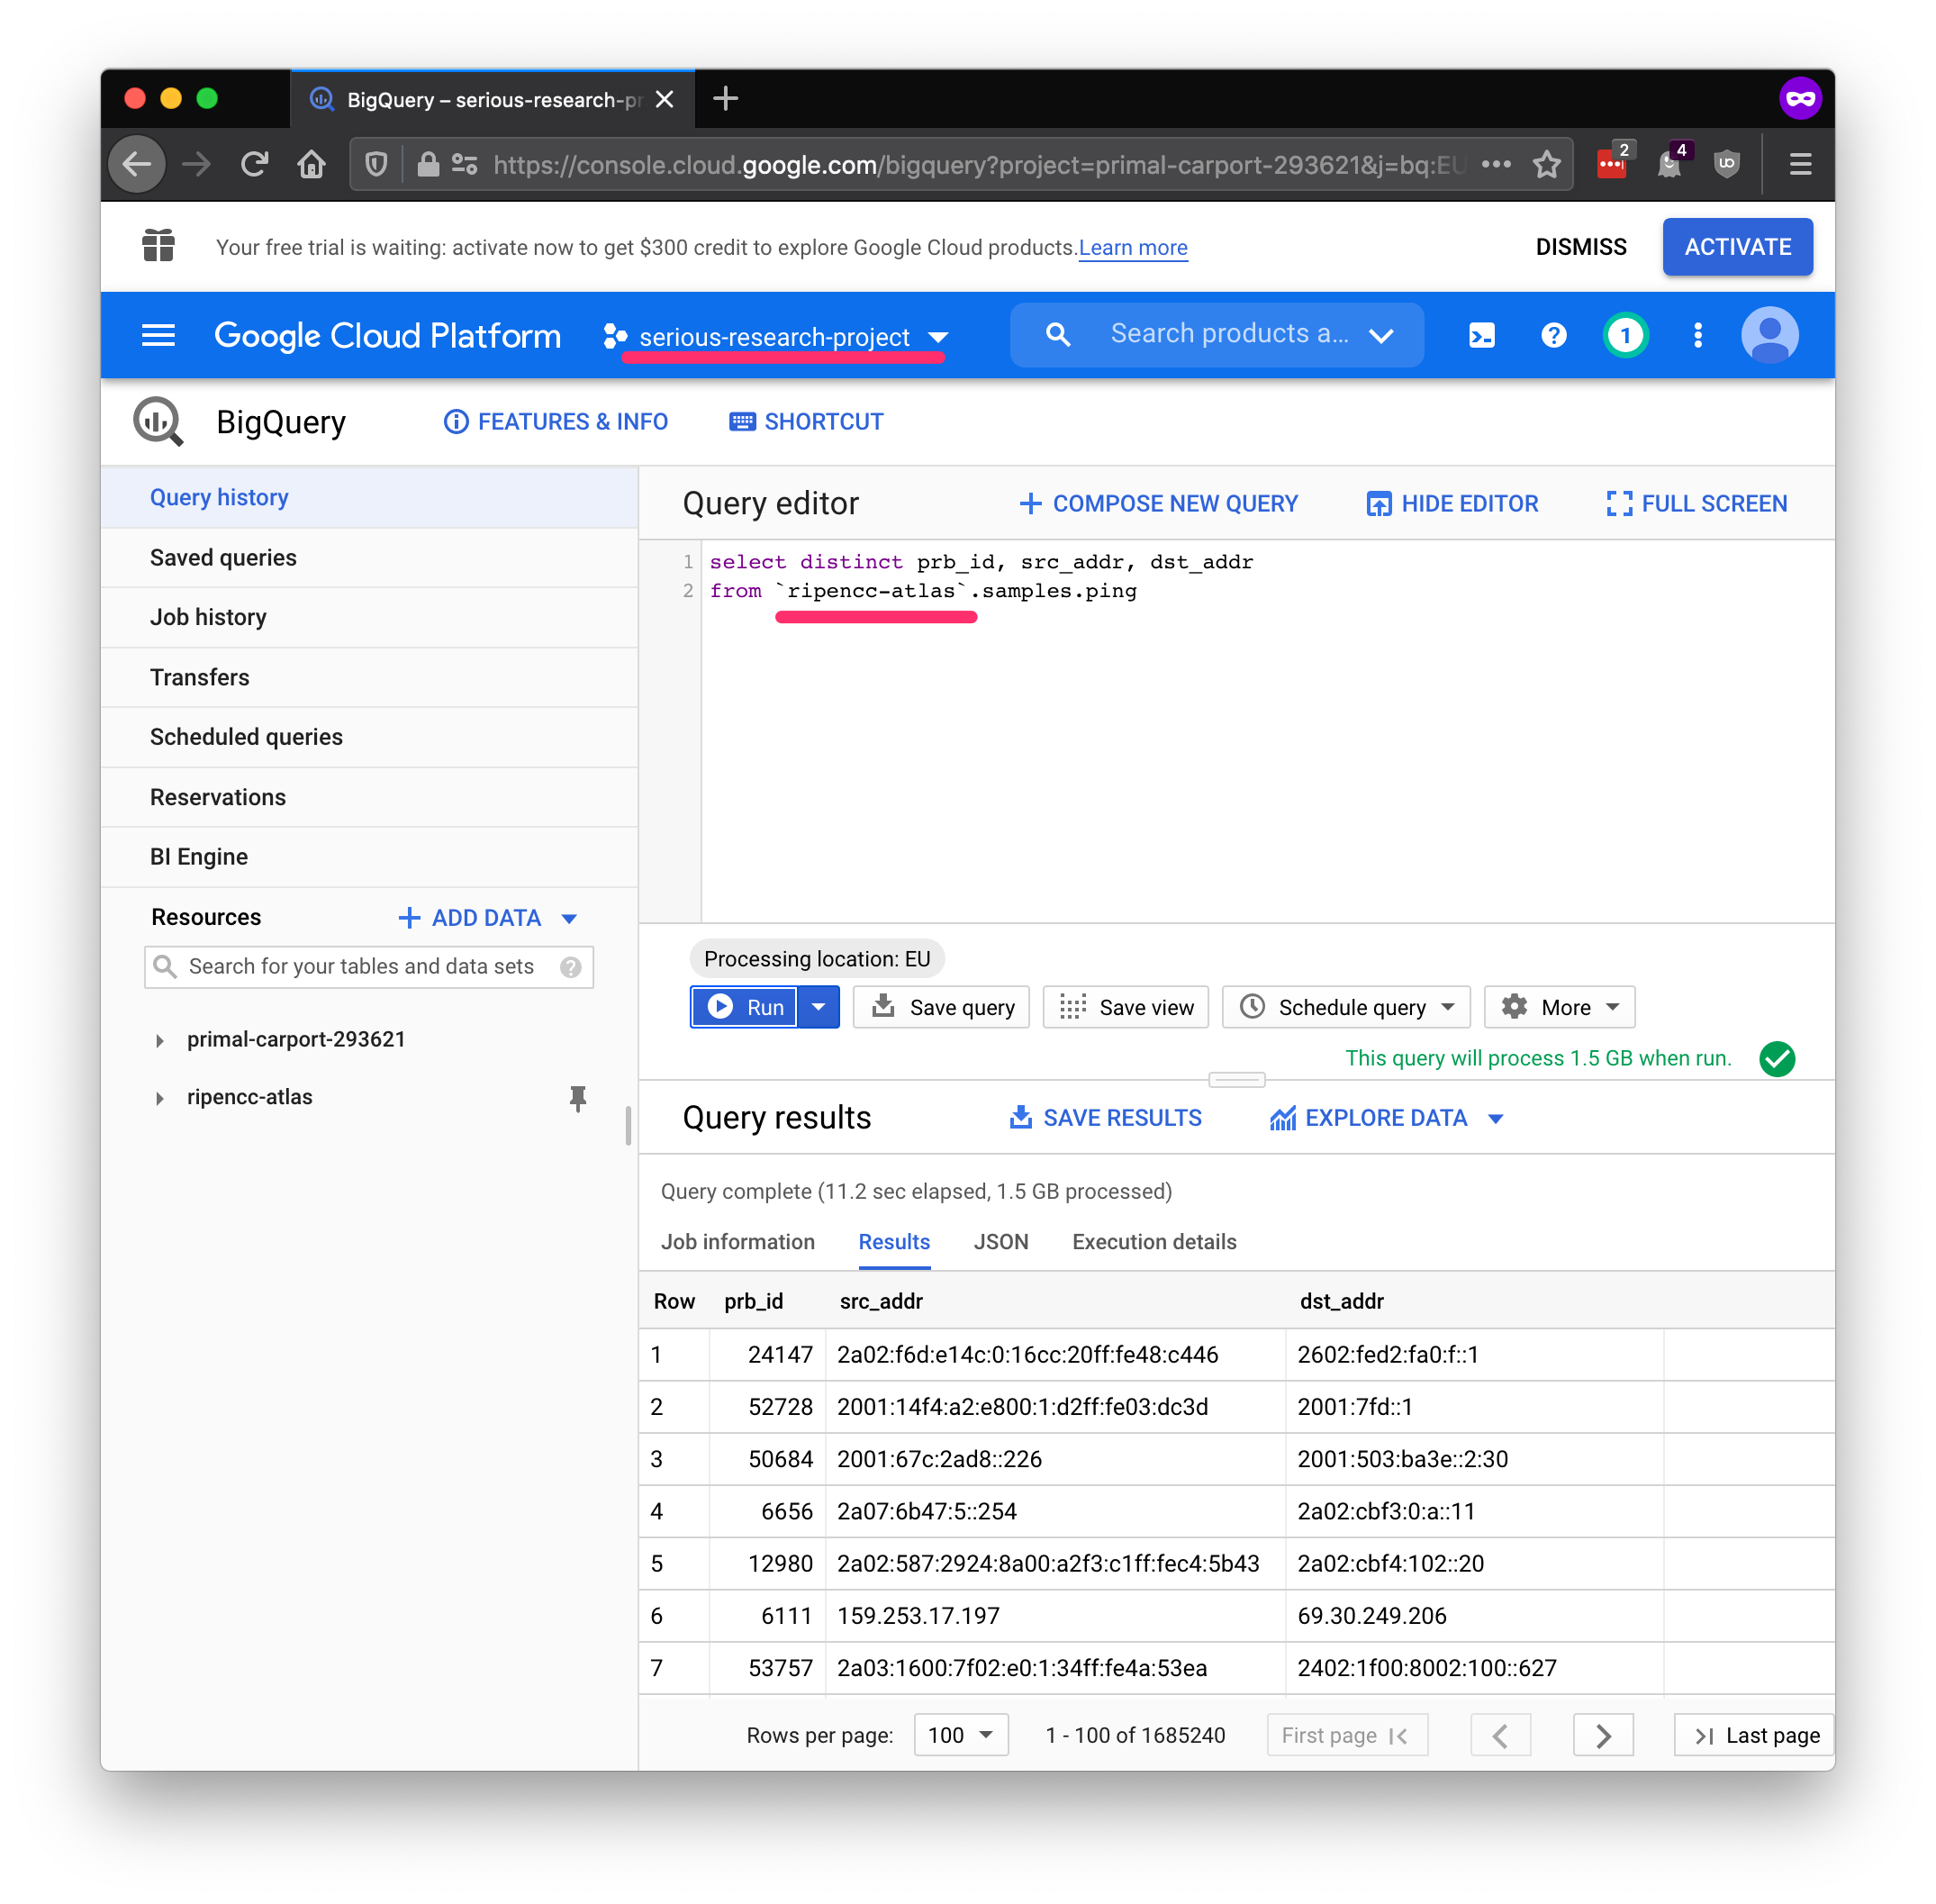 BigQuery – serious-research-pr
https://console.cloud.google.com/bigquery?project=primal-carport-293621&j=bq:EU
2
4
Your free trial is waiting: activate now to get $300 credit to explore Google Cloud products. Learn more
DISMISS
ACTIVATE
Google Cloud Platform
serious-research-project
Search products a...
1
BigQuery
FEATURES & INFO
SHORTCUT
Query history
Saved queries
Job history
Transfers
Scheduled queries
Reservations
BI Engine
Resources
ADD DATA
Search for your tables and data sets
primal-carport-293621
ripencc-atlas
Query editor
COMPOSE NEW QUERY
HIDE EDITOR
FULL SCREEN
1 select distinct prb_id, src_addr, dst_addr
2 from `ripencc-atlas`.samples.ping
Processing location: EU
Run
Save query
Save view
Schedule query
More
This query will process 1.5 GB when run.
Query results
SAVE RESULTS
EXPLORE DATA
Query complete (11.2 sec elapsed, 1.5 GB processed)
Job information
Results
JSON
Execution details
Row prb_id src_addr dst_addr
1 24147 2a02:f6d:e14c:0:16cc:20ff:fe48:c446 2602:fed2:fa0:f::1
2 52728 2001:14f4:a2:e800:1:d2ff:fe03:dc3d 2001:7fd::1
3 50684 2001:67c:2ad8::226 2001:503:ba3e::2:30
4 6656 2a07:6b47:5::254 2a02:cbf3:0:a::11
5 12980 2a02:587:2924:8a00:a2f3:c1ff:fec4:5b43 2a02:cbf4:102::20
6 6111 159.253.17.197 69.30.249.206
7 53757 2a03:1600:7f02:e0:1:34ff:fe4a:53ea 2402:1f00:8002:100::627
Rows per page: 100 1 - 100 of 1685240 First page Last page